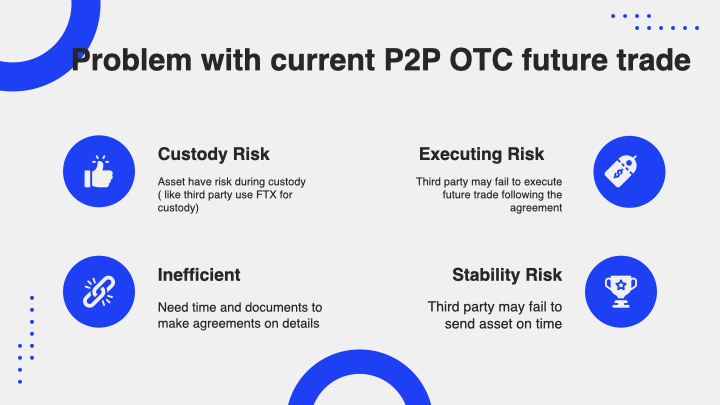 Problem with current P2P OTC future trade
Custody Risk
Asset have risk during custody
( like third party use FTX for
custody)
Executing Risk
Third party may fail to execute
future trade following the
agreement
Inefficient
Need time and documents to
make agreements on details
Stability Risk
Third party may fail to
send asset on time